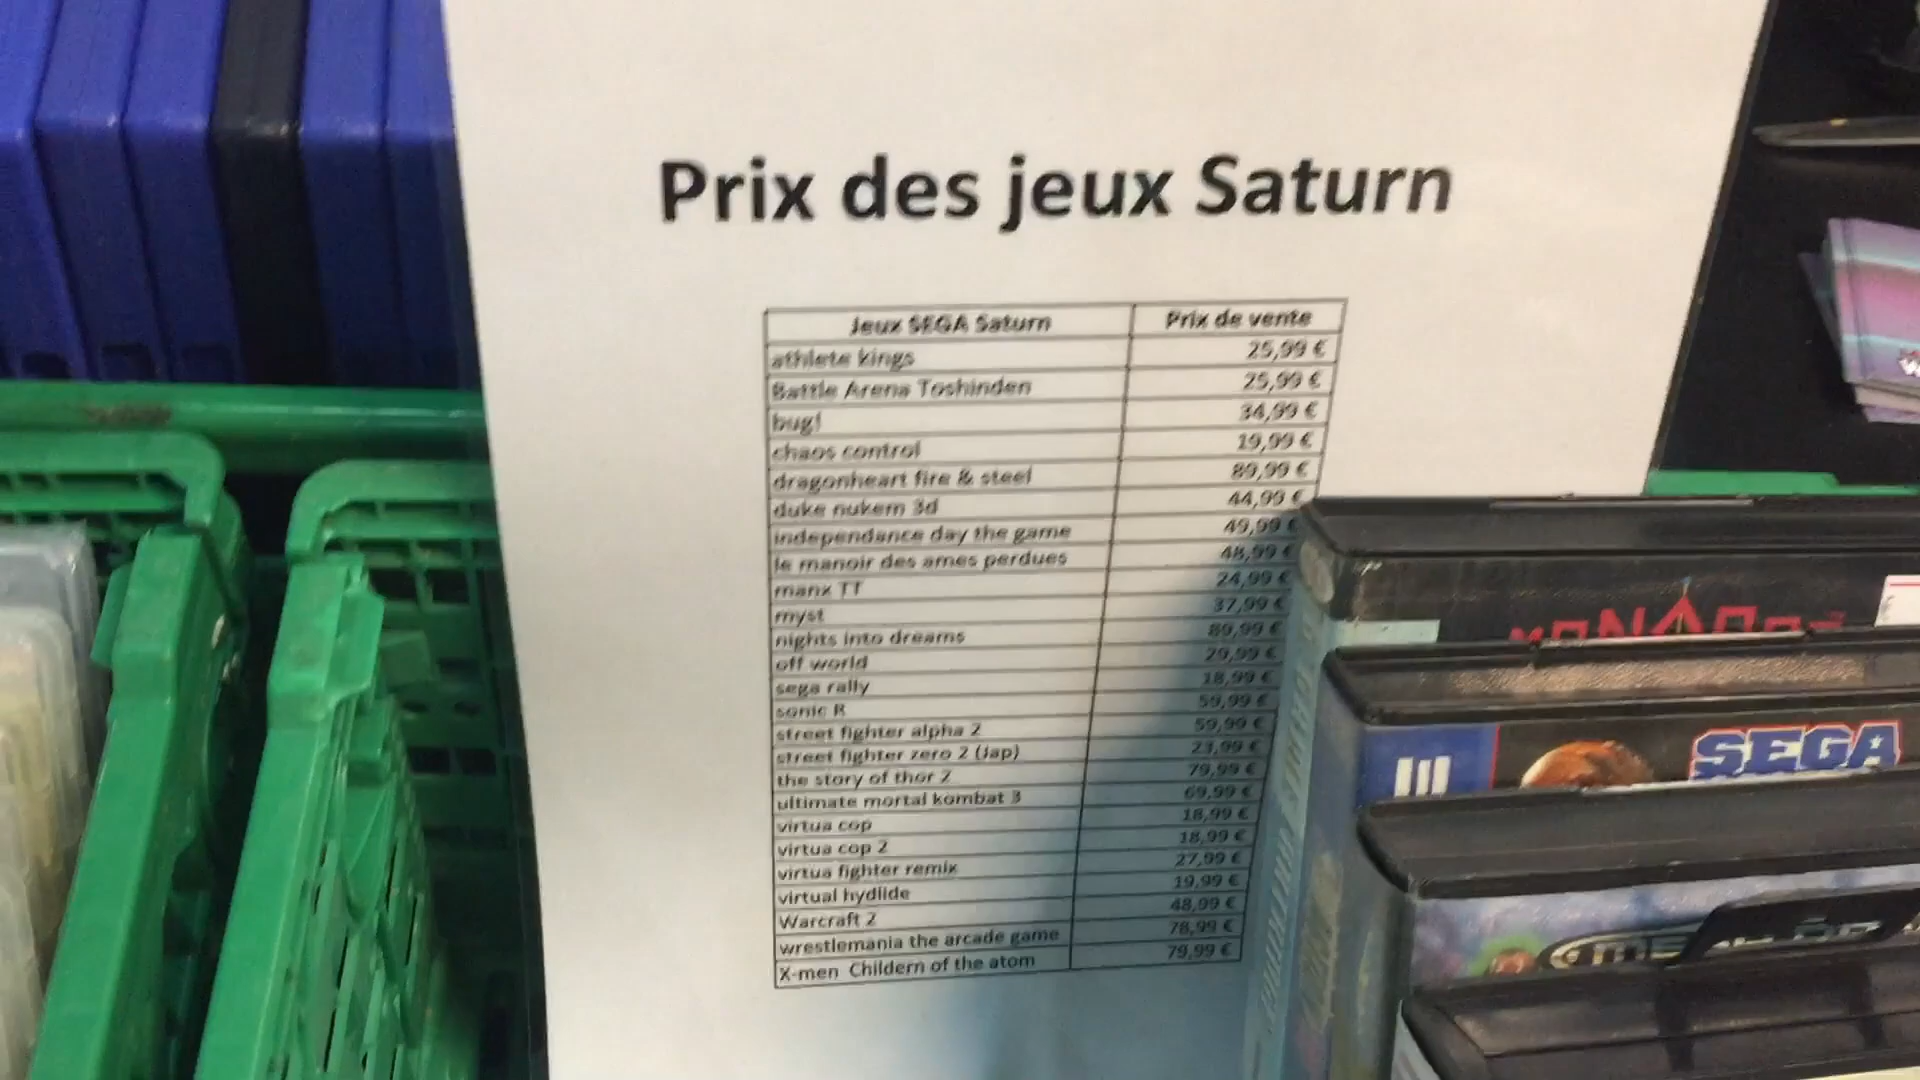 Prix des jeux Saturn
Jeux SEGA Saturn Prix de vente
athlete kings 25,99 €
Battle Arena Toshinden 25,99 €
bug! 34,99 €
chaos control 19,99 €
dragonheart fire & steel 89,99 €
duke nukem 3d 44,99 €
independance day the game 49,99 €
le manoir des ames perdues 48,99 €
manx TT 24,99 €
myst 37,99 €
nights into dreams 89,99 €
off world 29,99 €
sega rally 18,99 €
sonic R 59,99 €
street fighter alpha 2 59,99 €
street fighter zero 2 (Jap) 23,99 €
the story of thor 2 79,99 €
ultimate mortal kombat 3 69,99 €
virtua cop 18,99 €
virtua cop 2 18,99 €
virtua fighter remix 27,99 €
virtual hydlide 19,99 €
Warcraft 2 48,99 €
wrestlemania the arcade game 78,99 €
X-men Childern of the atom 79,99 €
SEGA